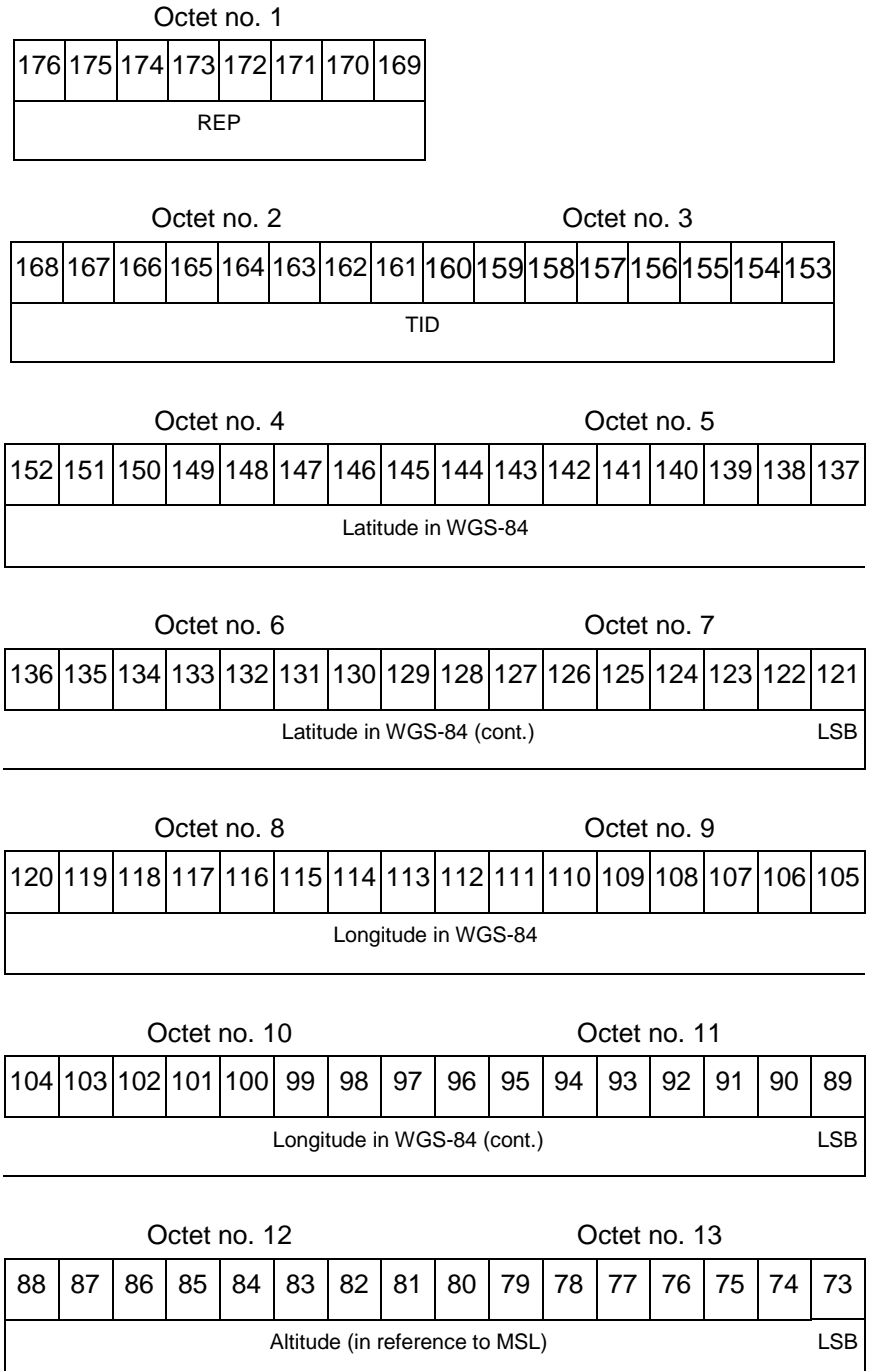 Octet no. 1
176 175 174 173 172 171 170 169
REP
Octet no. 2 Octet no. 3
168 167 166 165 164 163 162 161 160 159 158 157 156 155 154 153
TID
Octet no. 4 Octet no. 5
152 151 150 149 148 147 146 145 144 143 142 141 140 139 138 137
Latitude in WGS-84
Octet no. 6 Octet no. 7
136 135 134 133 132 131 130 129 128 127 126 125 124 123 122 121
Latitude in WGS-84 (cont.) LSB
Octet no. 8 Octet no. 9
120 119 118 117 116 115 114 113 112 111 110 109 108 107 106 105
Longitude in WGS-84
Octet no. 10 Octet no. 11
104 103 102 101 100 99 98 97 96 95 94 93 92 91 90 89
Longitude in WGS-84 (cont.) LSB
Octet no. 12 Octet no. 13
88 87 86 85 84 83 82 81 80 79 78 77 76 75 74 73
Altitude (in reference to MSL) LSB